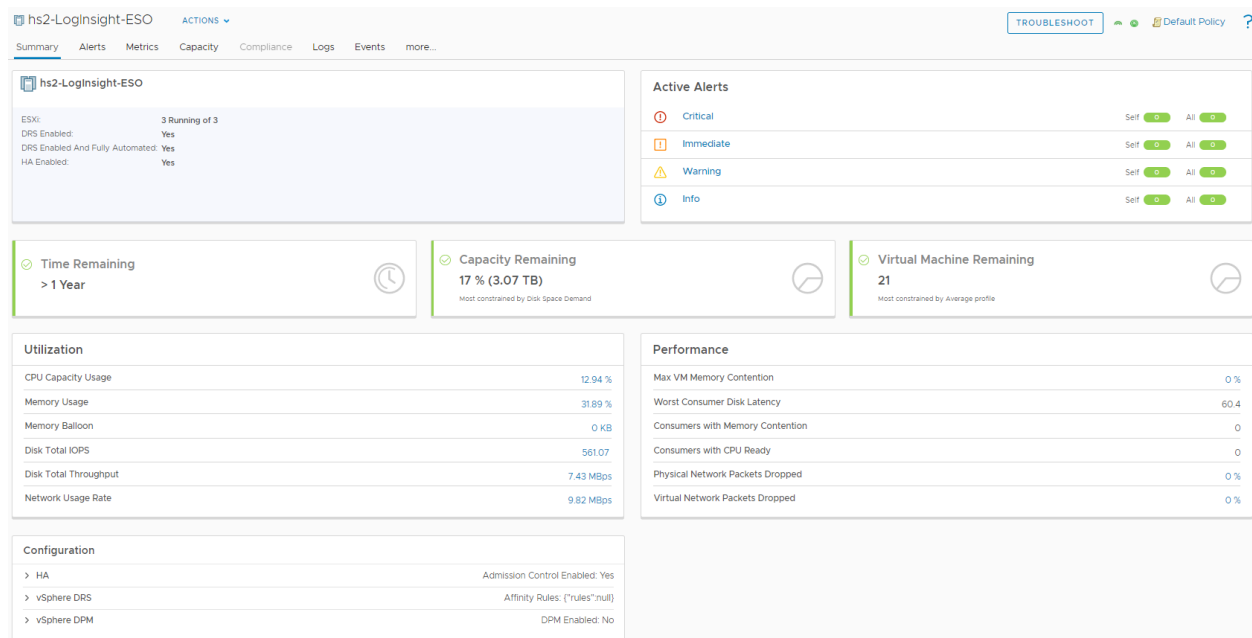 hs2-LogInsight-ESO ACTIONS TROUBLESHOOT Default Policy ?
Summary Alerts Metrics Capacity Compliance Logs Events more...
hs2-LogInsight-ESO
ESXi: 3 Running of 3
DRS Enabled: Yes
DRS Enabled And Fully Automated: Yes
HA Enabled: Yes
Active Alerts
Critical Self 0 All 0
Immediate Self 0 All 0
Warning Self 0 All 0
Info Self 0 All 0
Time Remaining
> 1 Year
Capacity Remaining
17 % (3.07 TB)
Most constrained by Disk Space Demand
Virtual Machine Remaining
21
Most constrained by Average profile
Utilization
CPU Capacity Usage 12.94 %
Memory Usage 31.89 %
Memory Balloon 0 KB
Disk Total IOPS 561.07
Disk Total Throughput 7.43 MBps
Network Usage Rate 9.82 MBps
Performance
Max VM Memory Contention 0 %
Worst Consumer Disk Latency 60.4
Consumers with Memory Contention 0
Consumers with CPU Ready 0
Physical Network Packets Dropped 0 %
Virtual Network Packets Dropped 0 %
Configuration
> HA Admission Control Enabled: Yes
> vSphere DRS Affinity Rules: {"rules":null}
> vSphere DPM DPM Enabled: No